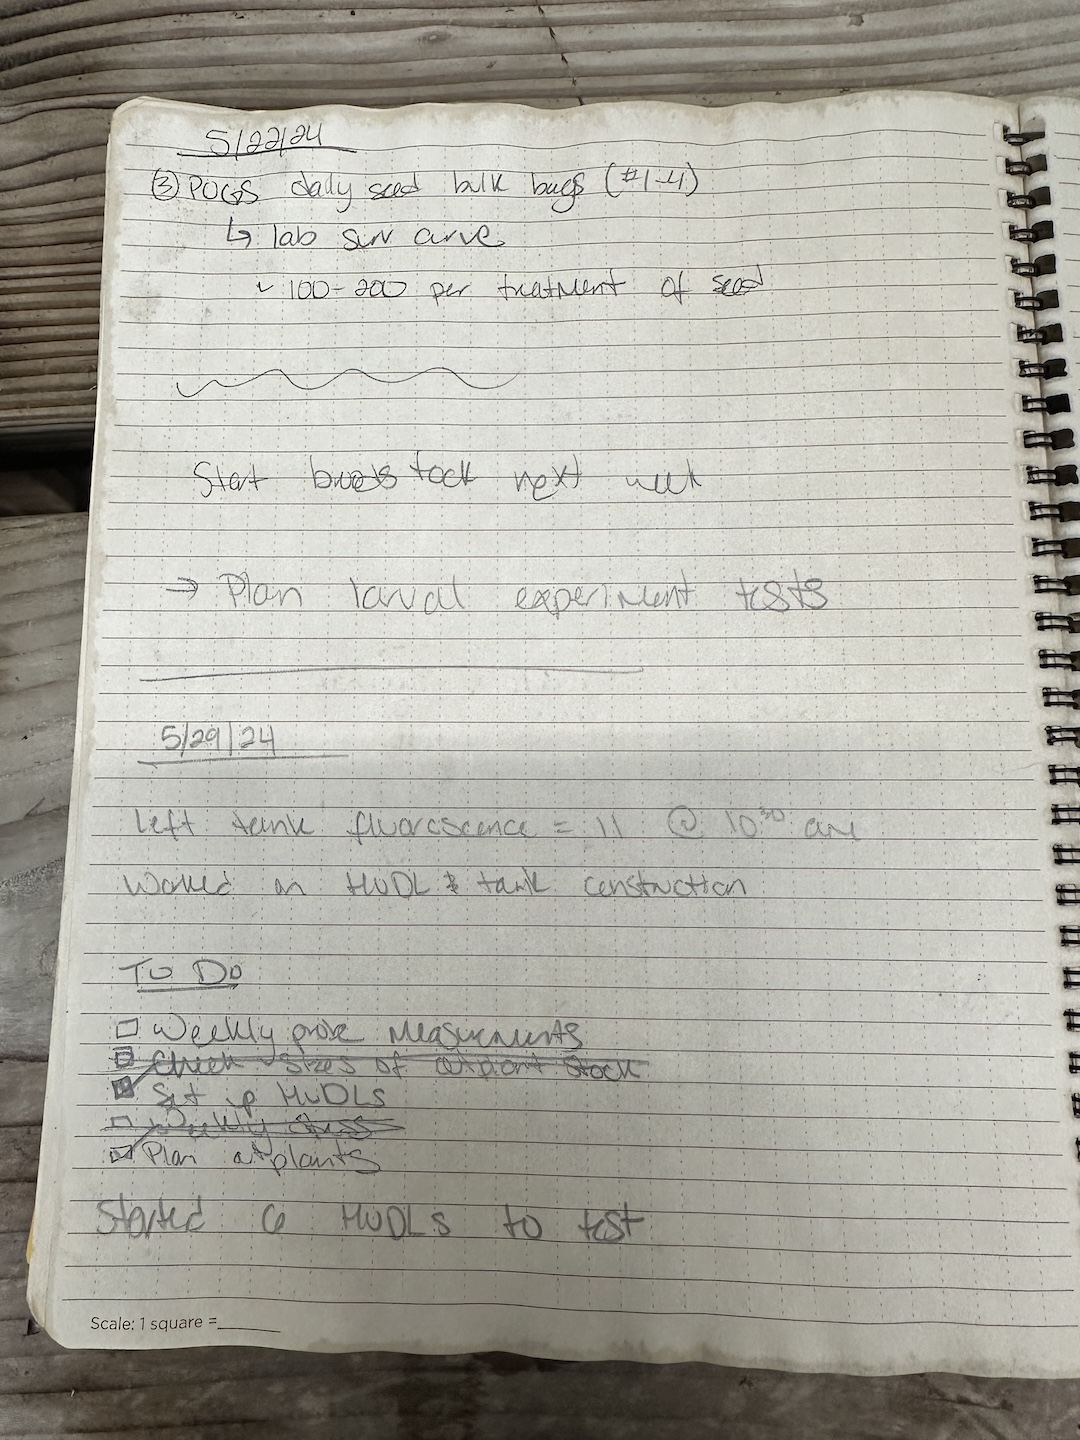 5/22/24
③ POGS daily seed bulk bags (#1-4)
↳ lab surv curve
100-200 per treatment of seed
Start broodstock next week
→ Plan larval experiment tests
5/29/24
Left tank fluorescence = 11 @ 10³⁰ am
Worked on HUDL & tank construction
To Do
☐ Weekly probe Measurements
Check sizes of outplant stock
☑ Set up HUDLs
☐ Weekly
☑ Plan outplants
Started 6 HUDLs to test
Scale: 1 square =